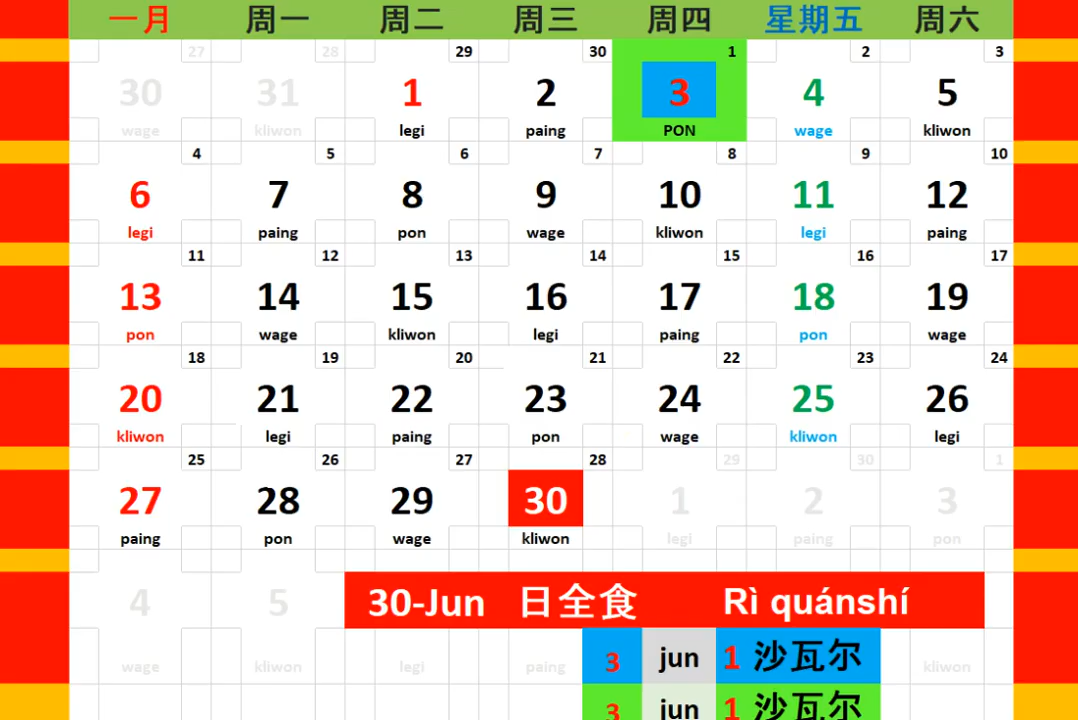 一月 周一 周二 周三 周四 星期五 周六
27 28 29 30 1 2 3
30 31 1 2 3 4 5
wage kliwon legi paing PON wage kliwon
4 5 6 7 8 9 10
6 7 8 9 10 11 12
legi paing pon wage kliwon legi paing
11 12 13 14 15 16 17
13 14 15 16 17 18 19
pon wage kliwon legi paing pon wage
18 19 20 21 22 23 24
20 21 22 23 24 25 26
kliwon legi paing pon wage kliwon legi
25 26 27 28 29 30 1
27 28 29 30 1 2 3
paing pon wage kliwon legi paing pon
4 5 30-Jun 日全食 Rì quánshí
wage kliwon legi paing 3 jun 1 沙瓦尔 kliwon
3 jun 1 沙瓦尔